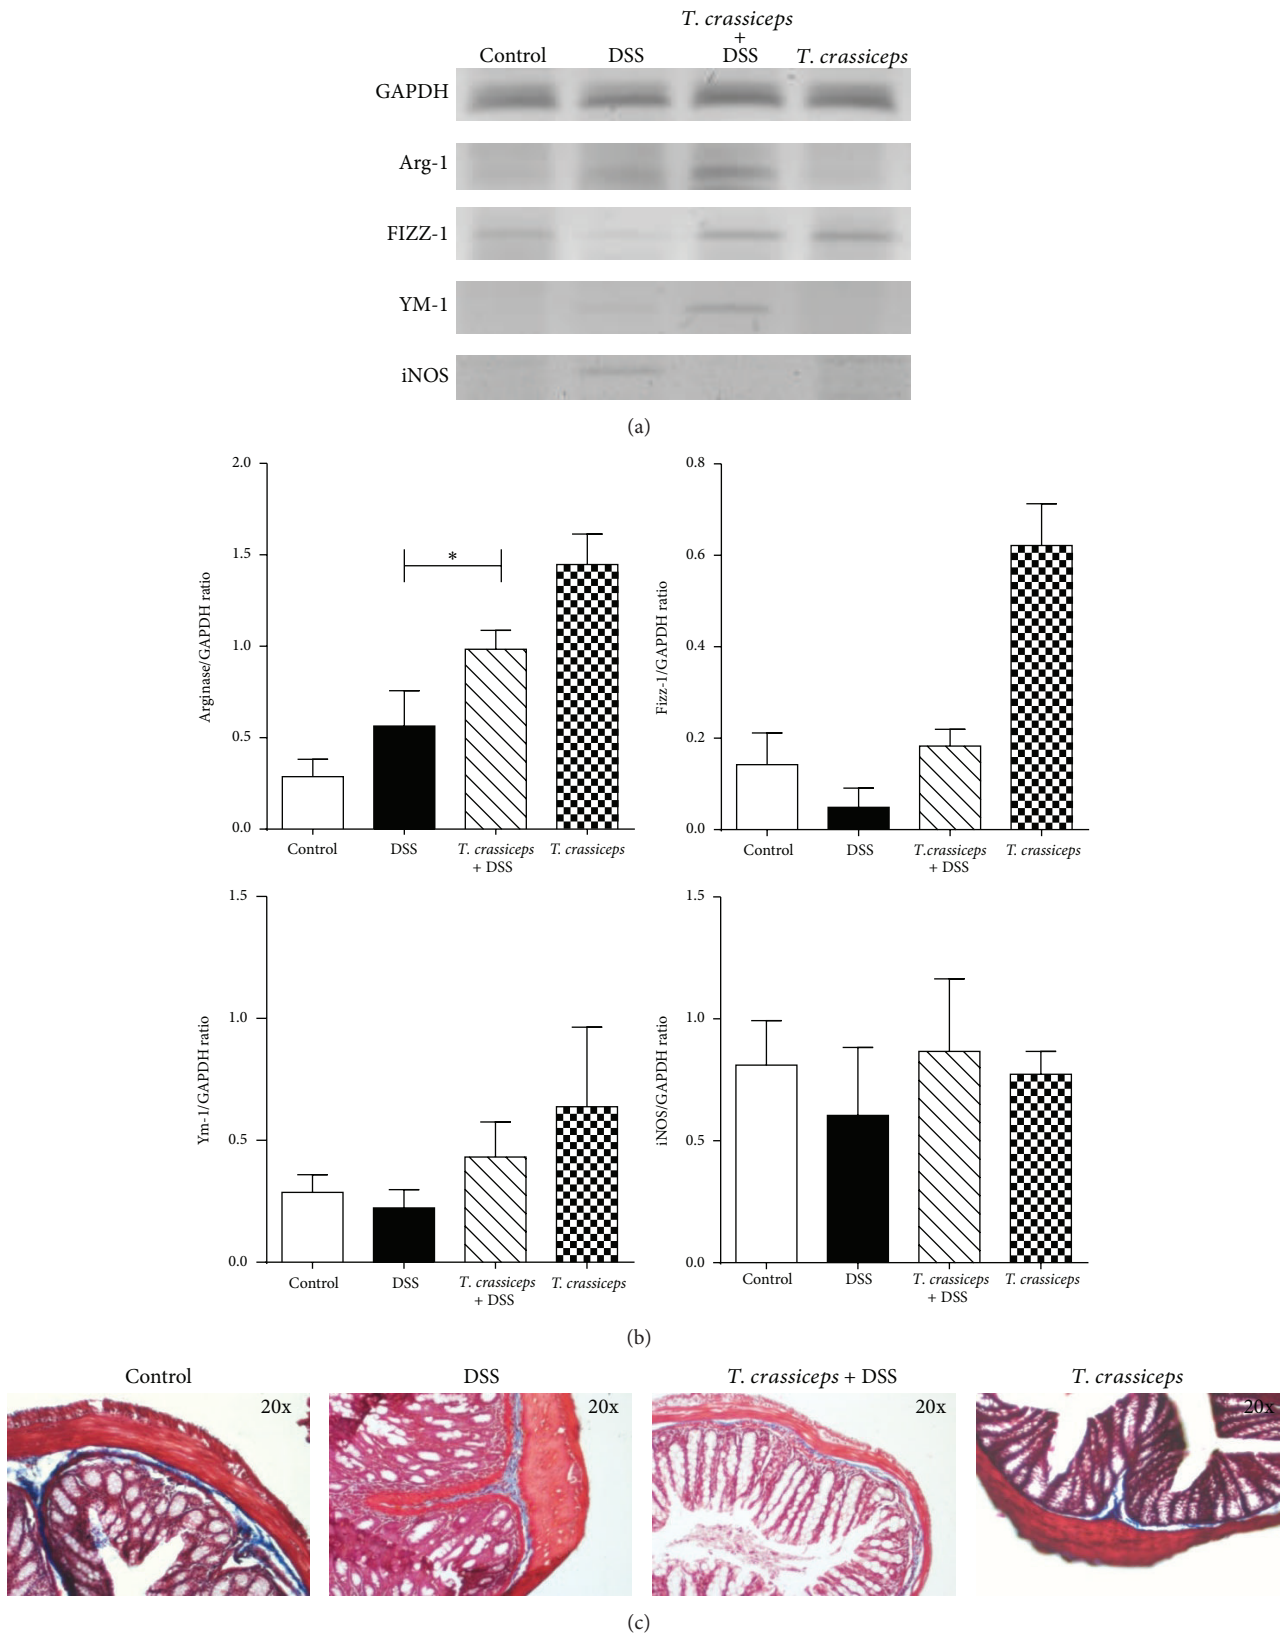 T. crassiceps
+
Control DSS DSS T. crassiceps
GAPDH
Arg-1
FIZZ-1
YM-1
iNOS
(a)
2.0
1.5
1.0
0.5
0.0
Arginase/GAPDH ratio
*
Control DSS T. crassiceps T. crassiceps
+ DSS
0.8
0.6
0.4
0.2
0.0
Fizz-1/GAPDH ratio
Control DSS T.crassiceps T. crassiceps
+ DSS
1.5
1.0
0.5
0.0
Ym-1/GAPDH ratio
Control DSS T. crassiceps T. crassiceps
+ DSS
1.5
1.0
0.5
0.0
iNOS/GAPDH ratio
Control DSS T. crassiceps T. crassiceps
+ DSS
(b)
Control DSS T. crassiceps + DSS T. crassiceps
20x 20x 20x 20x
(c)